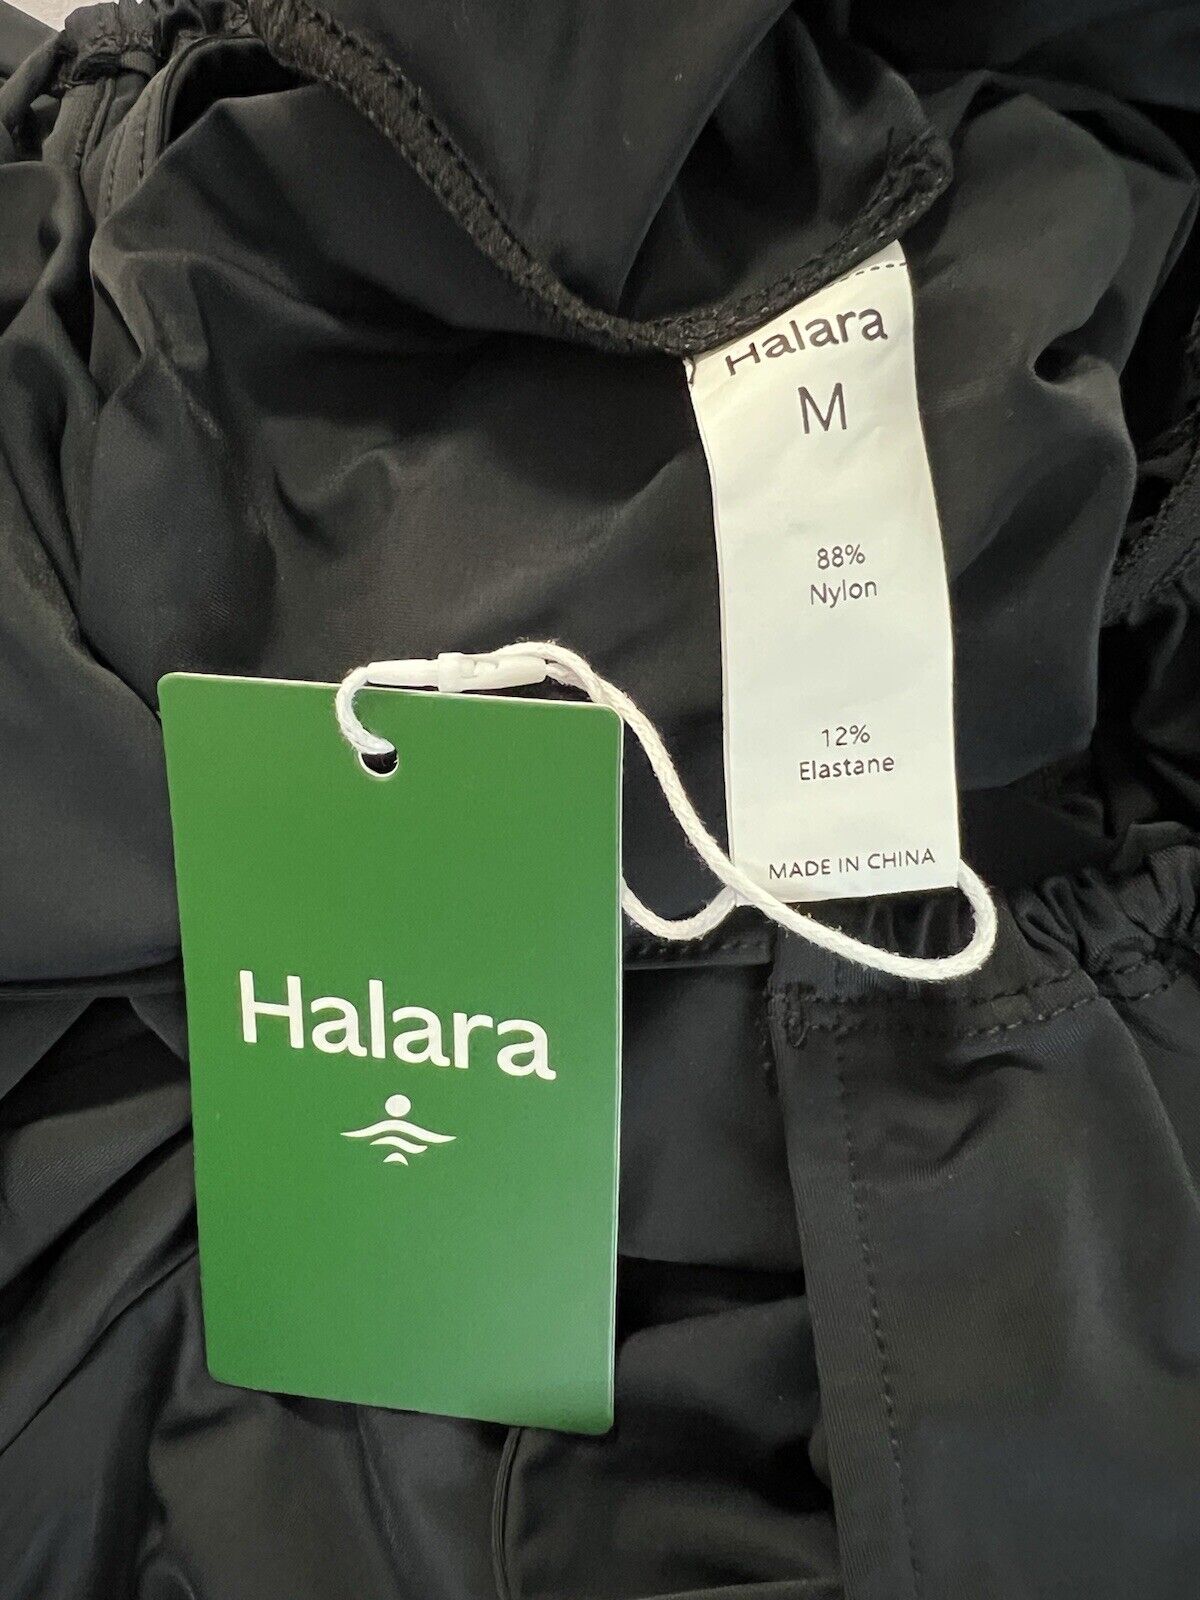 Halara
M
88%
Nylon
12%
Elastane
MADE IN CHINA
Halara